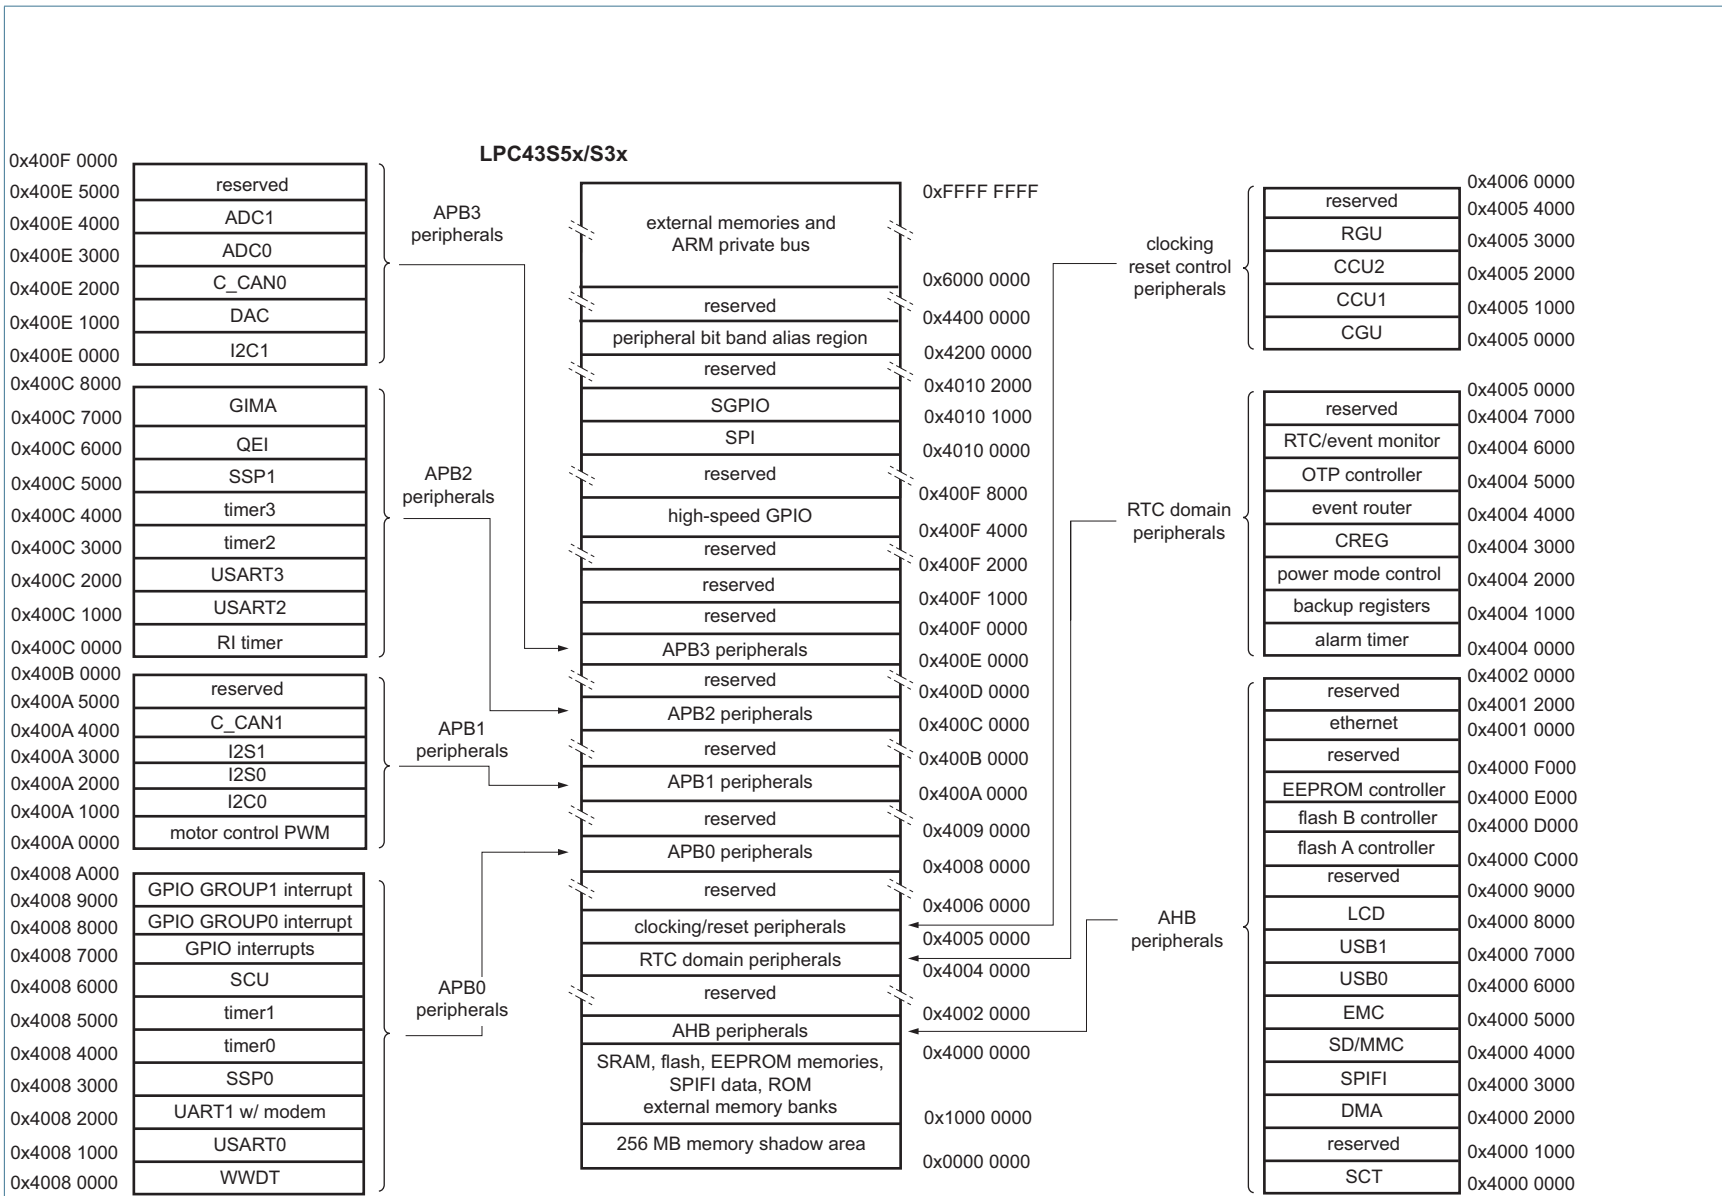 LPC43S5x/S3x
0x400F 0000
reserved
0x400E 5000
ADC1
0x400E 4000
ADC0
0x400E 3000
C_CAN0
0x400E 2000
DAC
0x400E 1000
I2C1
0x400E 0000
APB3
peripherals
0x400C 8000
GIMA
0x400C 7000
QEI
0x400C 6000
SSP1
0x400C 5000
timer3
0x400C 4000
timer2
0x400C 3000
USART3
0x400C 2000
USART2
0x400C 1000
RI timer
0x400C 0000
APB2
peripherals
0x400B 0000
reserved
0x400A 5000
C_CAN1
0x400A 4000
I2S1
0x400A 3000
I2S0
0x400A 2000
I2C0
0x400A 1000
motor control PWM
0x400A 0000
APB1
peripherals
0x4008 A000
GPIO GROUP1 interrupt
0x4008 9000
GPIO GROUP0 interrupt
0x4008 8000
GPIO interrupts
0x4008 7000
SCU
0x4008 6000
timer1
0x4008 5000
timer0
0x4008 4000
SSP0
0x4008 3000
UART1 w/ modem
0x4008 2000
USART0
0x4008 1000
WWDT
0x4008 0000
APB0
peripherals
0xFFFF FFFF
external memories and
ARM private bus
0x6000 0000
reserved
0x4400 0000
peripheral bit band alias region
0x4200 0000
reserved
0x4010 2000
SGPIO
0x4010 1000
SPI
0x4010 0000
reserved
0x400F 8000
high-speed GPIO
0x400F 4000
reserved
0x400F 2000
reserved
0x400F 1000
reserved
0x400F 0000
APB3 peripherals
0x400E 0000
reserved
0x400D 0000
APB2 peripherals
0x400C 0000
reserved
0x400B 0000
APB1 peripherals
0x400A 0000
reserved
0x4009 0000
APB0 peripherals
0x4008 0000
reserved
0x4006 0000
clocking/reset peripherals
0x4005 0000
RTC domain peripherals
0x4004 0000
reserved
0x4002 0000
AHB peripherals
0x4000 0000
SRAM, flash, EEPROM memories,
SPIFI data, ROM
external memory banks
0x1000 0000
256 MB memory shadow area
0x0000 0000
clocking
reset control
peripherals
0x4006 0000
reserved
0x4005 4000
RGU
0x4005 3000
CCU2
0x4005 2000
CCU1
0x4005 1000
CGU
0x4005 0000
RTC domain
peripherals
0x4005 0000
reserved
0x4004 7000
RTC/event monitor
0x4004 6000
OTP controller
0x4004 5000
event router
0x4004 4000
CREG
0x4004 3000
power mode control
0x4004 2000
backup registers
0x4004 1000
alarm timer
0x4004 0000
AHB
peripherals
0x4002 0000
reserved
0x4001 2000
ethernet
0x4001 0000
reserved
0x4000 F000
EEPROM controller
0x4000 E000
flash B controller
0x4000 D000
flash A controller
0x4000 C000
reserved
0x4000 9000
LCD
0x4000 8000
USB1
0x4000 7000
USB0
0x4000 6000
EMC
0x4000 5000
SD/MMC
0x4000 4000
SPIFI
0x4000 3000
DMA
0x4000 2000
reserved
0x4000 1000
SCT
0x4000 0000